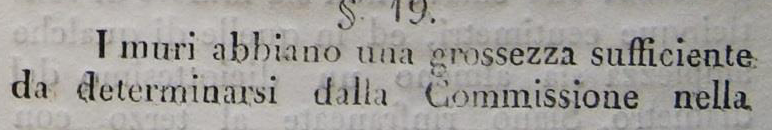 §. 19.
I muri abbiano una grossezza sufficiente
da determinarsi dalla Commissione nella